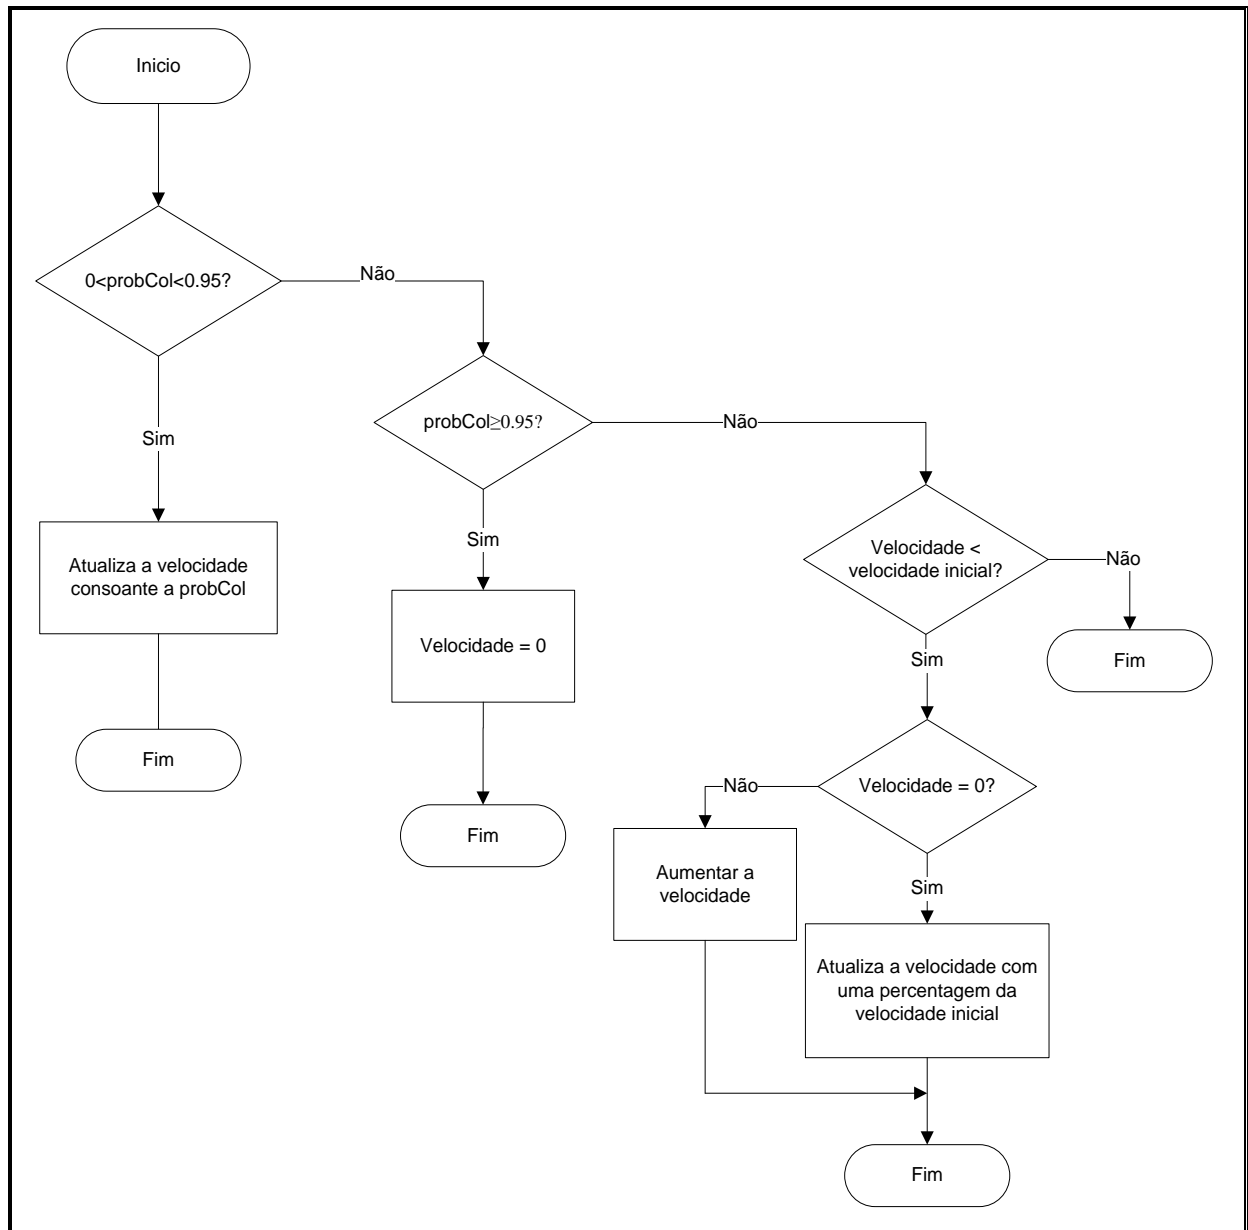 Inicio
0<probCol<0.95?
Não
probCol≥0.95?
Não
Sim
Atualiza a velocidade
consoante a probCol
Fim
Sim
Velocidade = 0
Fim
Velocidade <
velocidade inicial?
Não
Fim
Sim
Velocidade = 0?
Não
Aumentar a
velocidade
Sim
Atualiza a velocidade com
uma percentagem da
velocidade inicial
Fim